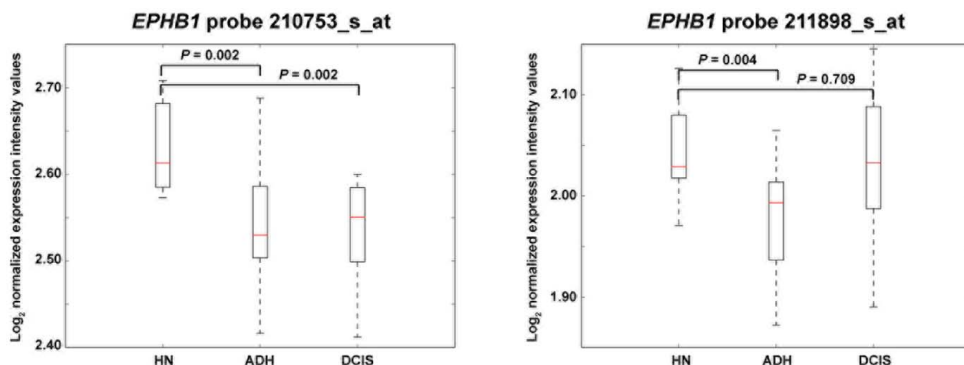 EPHB1 probe 210753_s_at
Log2 normalized expression intensity values
2.70
2.60
2.50
2.40
P = 0.002
P = 0.002
HN ADH DCIS
EPHB1 probe 211898_s_at
Log2 normalized expression intensity values
2.10
2.00
1.90
P = 0.004
P = 0.709
HN ADH DCIS